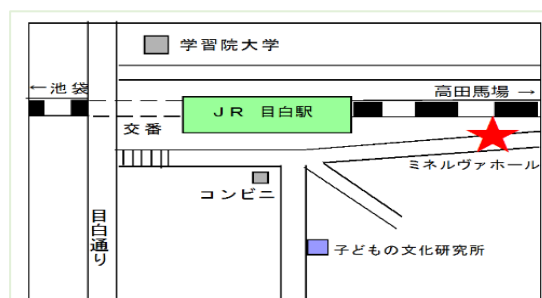 学習院大学
← 池袋
高田馬場 →
ＪＲ 目白駅
交番
ミネルヴァホール
コンビニ
目白通り
子どもの文化研究所